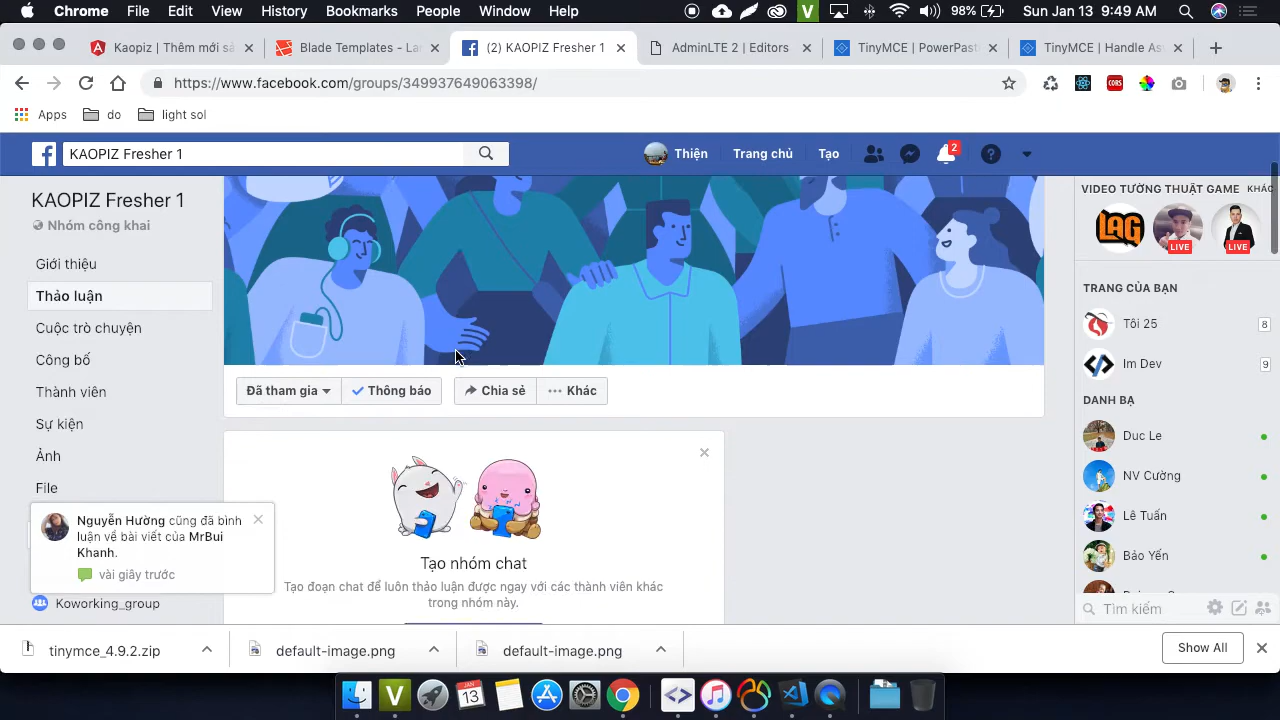 Chrome File Edit View History Bookmarks People Window Help V 98% Sun Jan 13 9:49 AM
Kaopiz | Thêm mới sả
Blade Templates - Lar
(2) KAOPIZ Fresher 1
AdminLTE 2 | Editors
TinyMCE | PowerPast
TinyMCE | Handle As
https://www.facebook.com/groups/349937649063398/
CORS
Apps do light sol
KAOPIZ Fresher 1
Thiện Trang chủ Tạo 2
KAOPIZ Fresher 1
Nhóm công khai
Giới thiệu
Thảo luận
Cuộc trò chuyện
Công bố
Thành viên
Sự kiện
Ảnh
File
Koworking_group
Nguyễn Hường cũng đã bình
luận về bài viết của MrBui
Khanh.
vài giây trước
Đã tham gia Thông báo Chia sẻ Khác
Tạo nhóm chat
Tạo đoạn chat để luôn thảo luận được ngay với các thành viên khác
trong nhóm này.
VIDEO TƯỜNG THUẬT GAME KHÁC
LAG LIVE LIVE
TRANG CỦA BẠN
Tôi 25 8
Im Dev 9
DANH BẠ
Duc Le
NV Cường
Lê Tuấn
Bảo Yến
Tìm kiếm
tinymce_4.9.2.zip default-image.png default-image.png Show All
V JAN 13